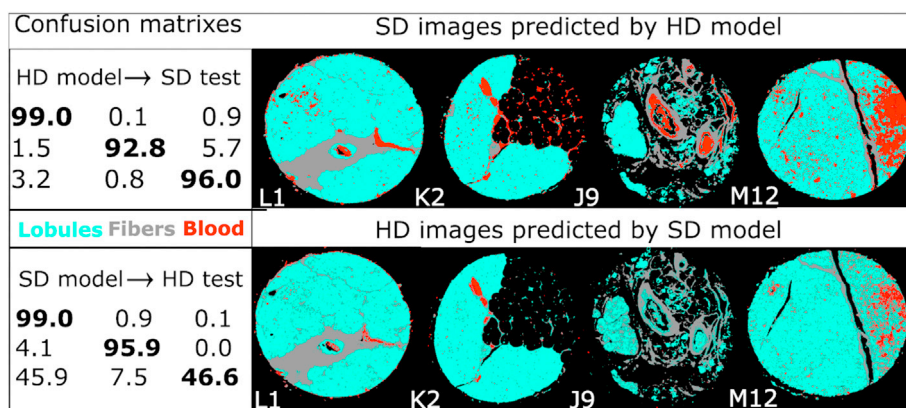 Confusion matrixes
SD images predicted by HD model
HD model→ SD test
99.0 0.1 0.9
1.5 92.8 5.7
3.2 0.8 96.0
L1 K2 J9 M12
Lobules Fibers Blood
HD images predicted by SD model
SD model→ HD test
99.0 0.9 0.1
4.1 95.9 0.0
45.9 7.5 46.6
L1 K2 J9 M12